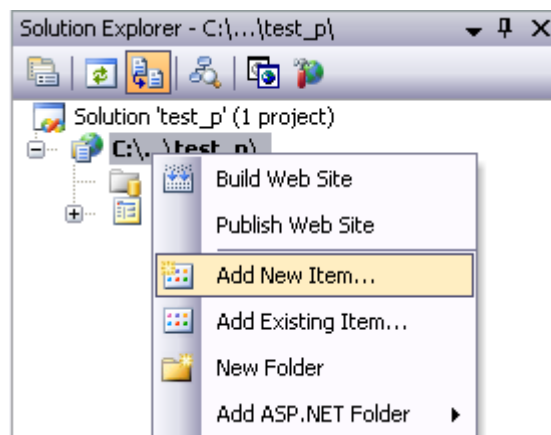 Solution Explorer - C:\...\test_p\
Solution 'test_p' (1 project)
C:\...\test_p\
Build Web Site
Publish Web Site
Add New Item...
Add Existing Item...
New Folder
Add ASP.NET Folder